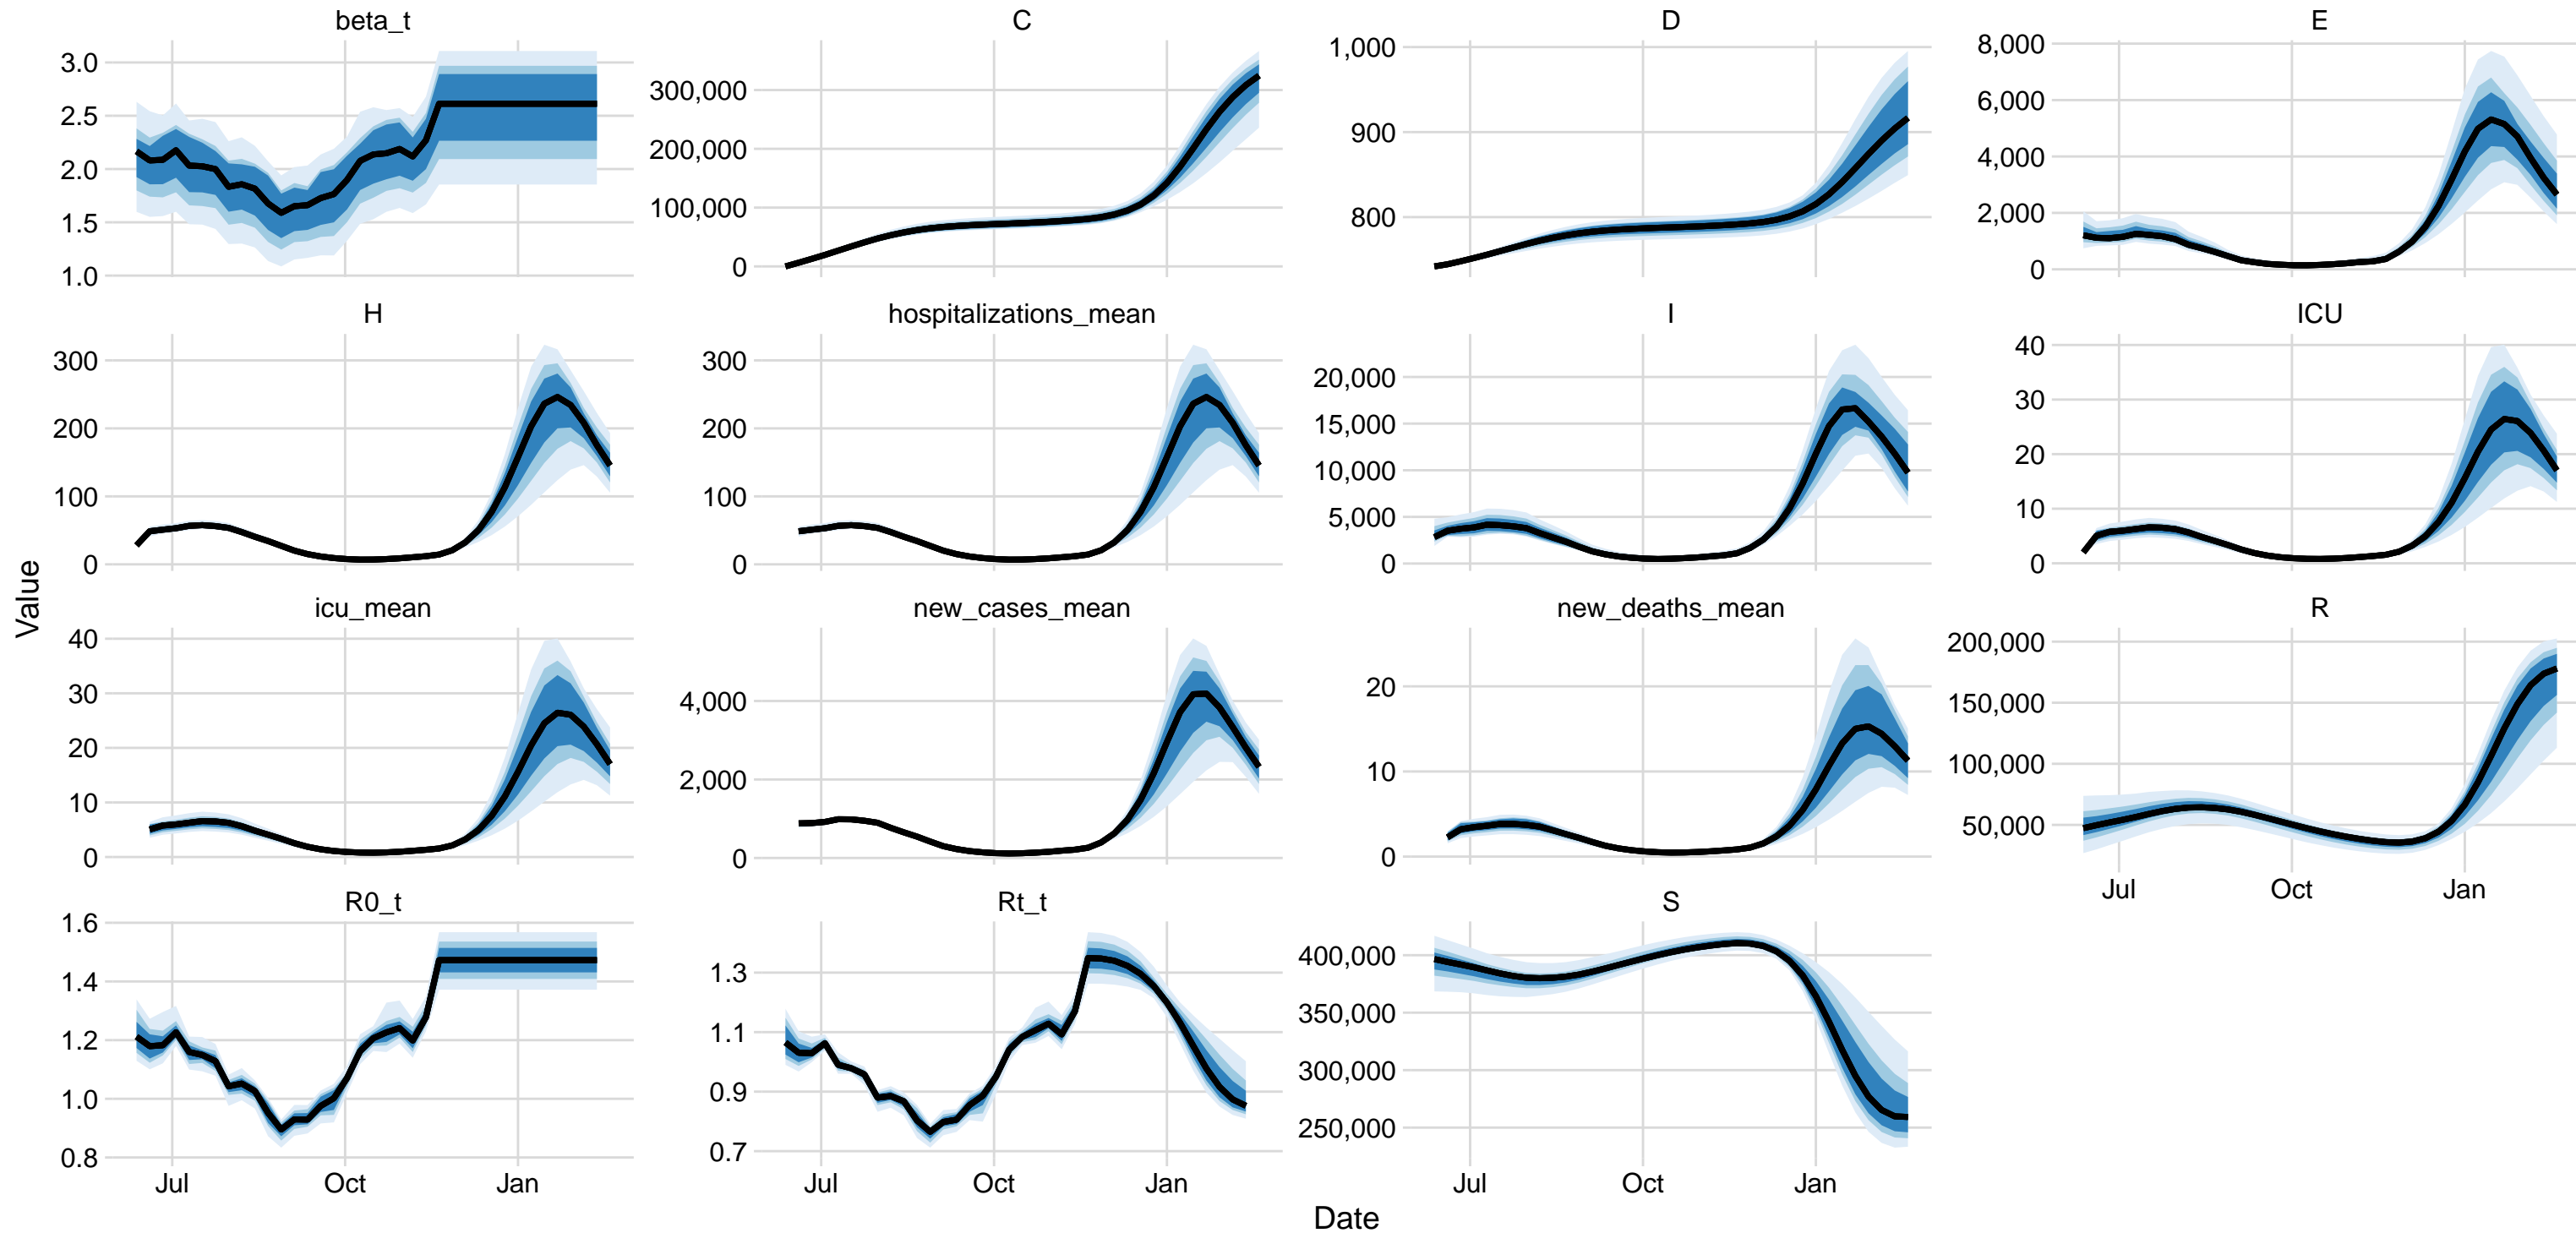 beta_t C D E
3.0 2.5 2.0 1.5 1.0
300,000 200,000 100,000 0
1,000 900 800
8,000 6,000 4,000 2,000 0
H hospitalizations_mean I ICU
300 200 100 0
300 200 100 0
20,000 15,000 10,000 5,000 0
40 30 20 10 0
Value
icu_mean new_cases_mean new_deaths_mean R
40 30 20 10 0
4,000 2,000 0
20 10 0
200,000 150,000 100,000 50,000
Jul Oct Jan
R0_t Rt_t S
1.6 1.4 1.2 1.0 0.8
1.3 1.1 0.9 0.7
400,000 350,000 300,000 250,000
Jul Oct Jan Jul Oct Jan Jul Oct Jan
Date